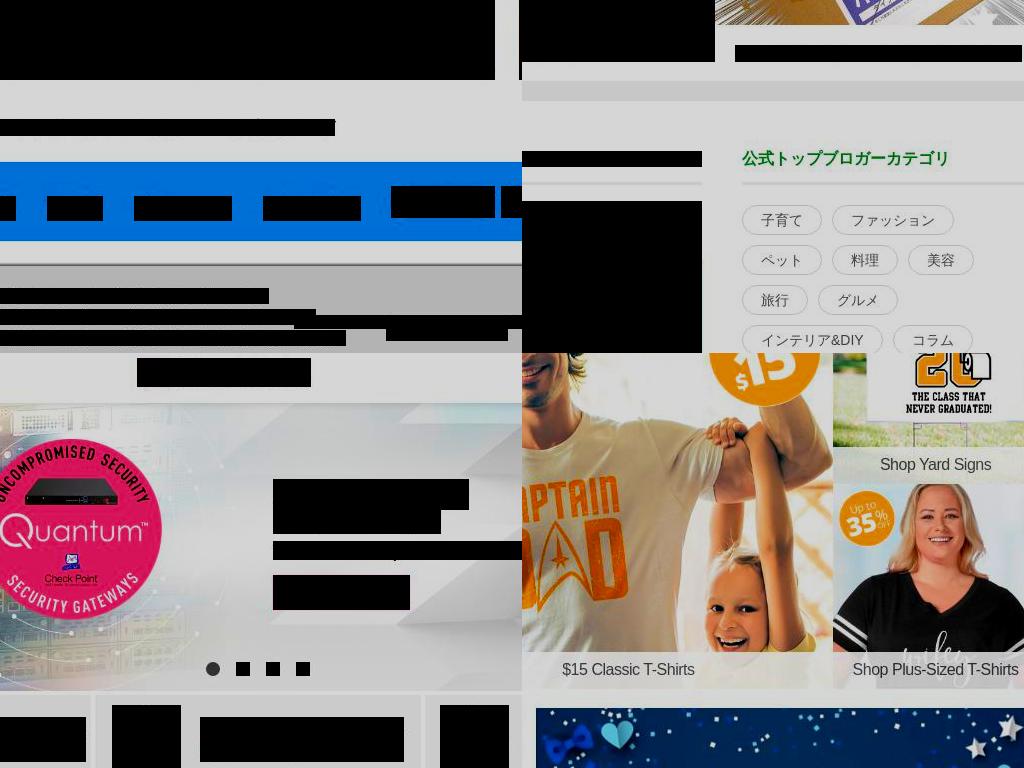 公式トップブロガーカテゴリ
子育て
ファッション
ペット
料理
美容
旅行
グルメ
インテリア&DIY
コラム
UNCOMPROMISED SECURITY
Quantum™
Check Point
SECURITY GATEWAYS
$15
THE CLASS THAT
NEVER GRADUATED!
Shop Yard Signs
Up to
35%
OFF
$15 Classic T-Shirts
Shop Plus-Sized T-Shirts